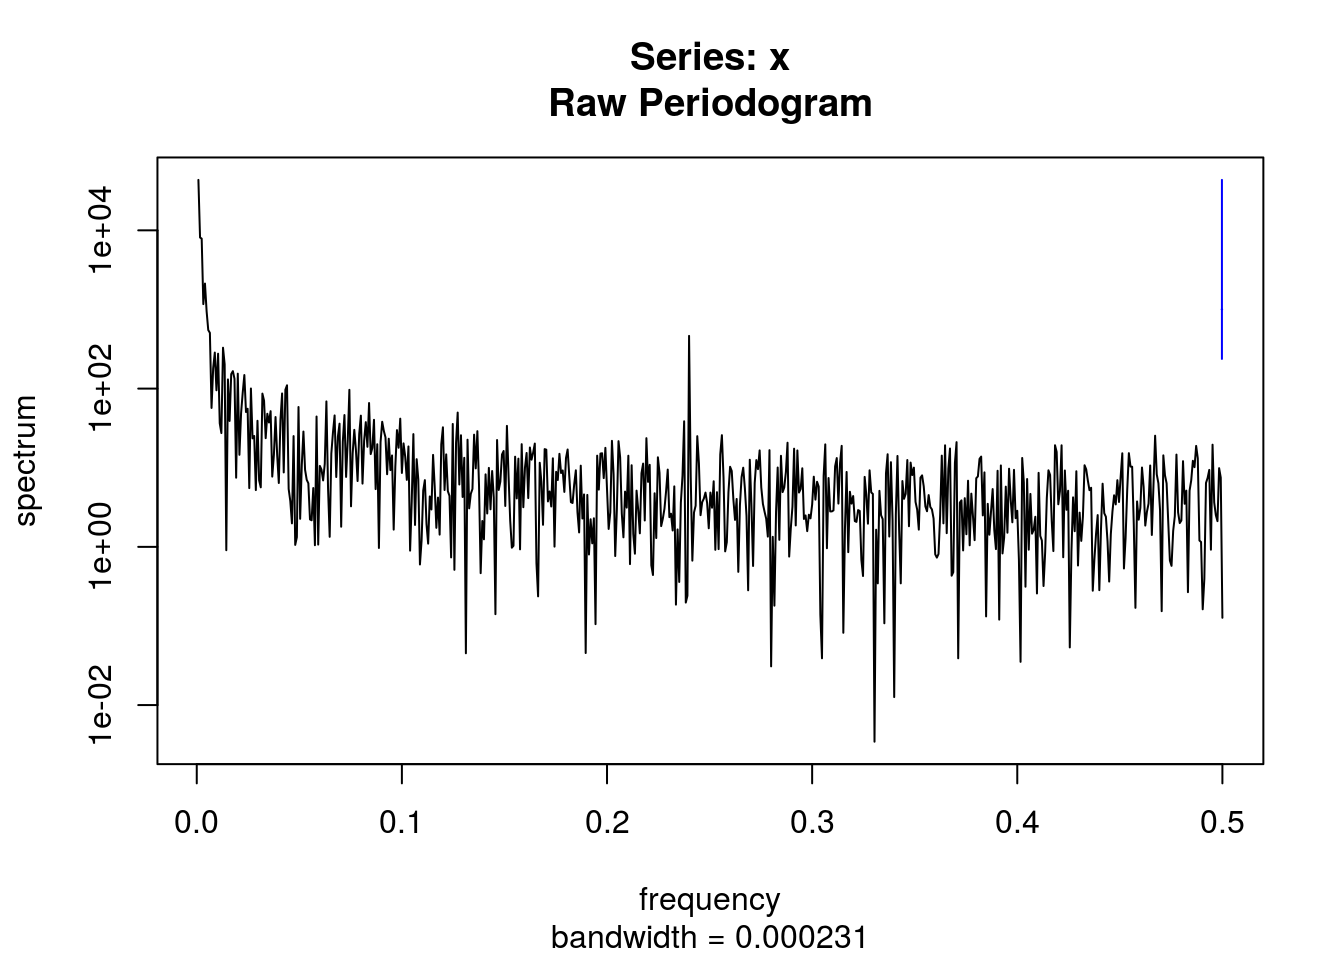 Series: x
Raw Periodogram
spectrum
1e+04
1e+02
1e+00
1e-02
0.0 0.1 0.2 0.3 0.4 0.5
frequency
bandwidth = 0.000231